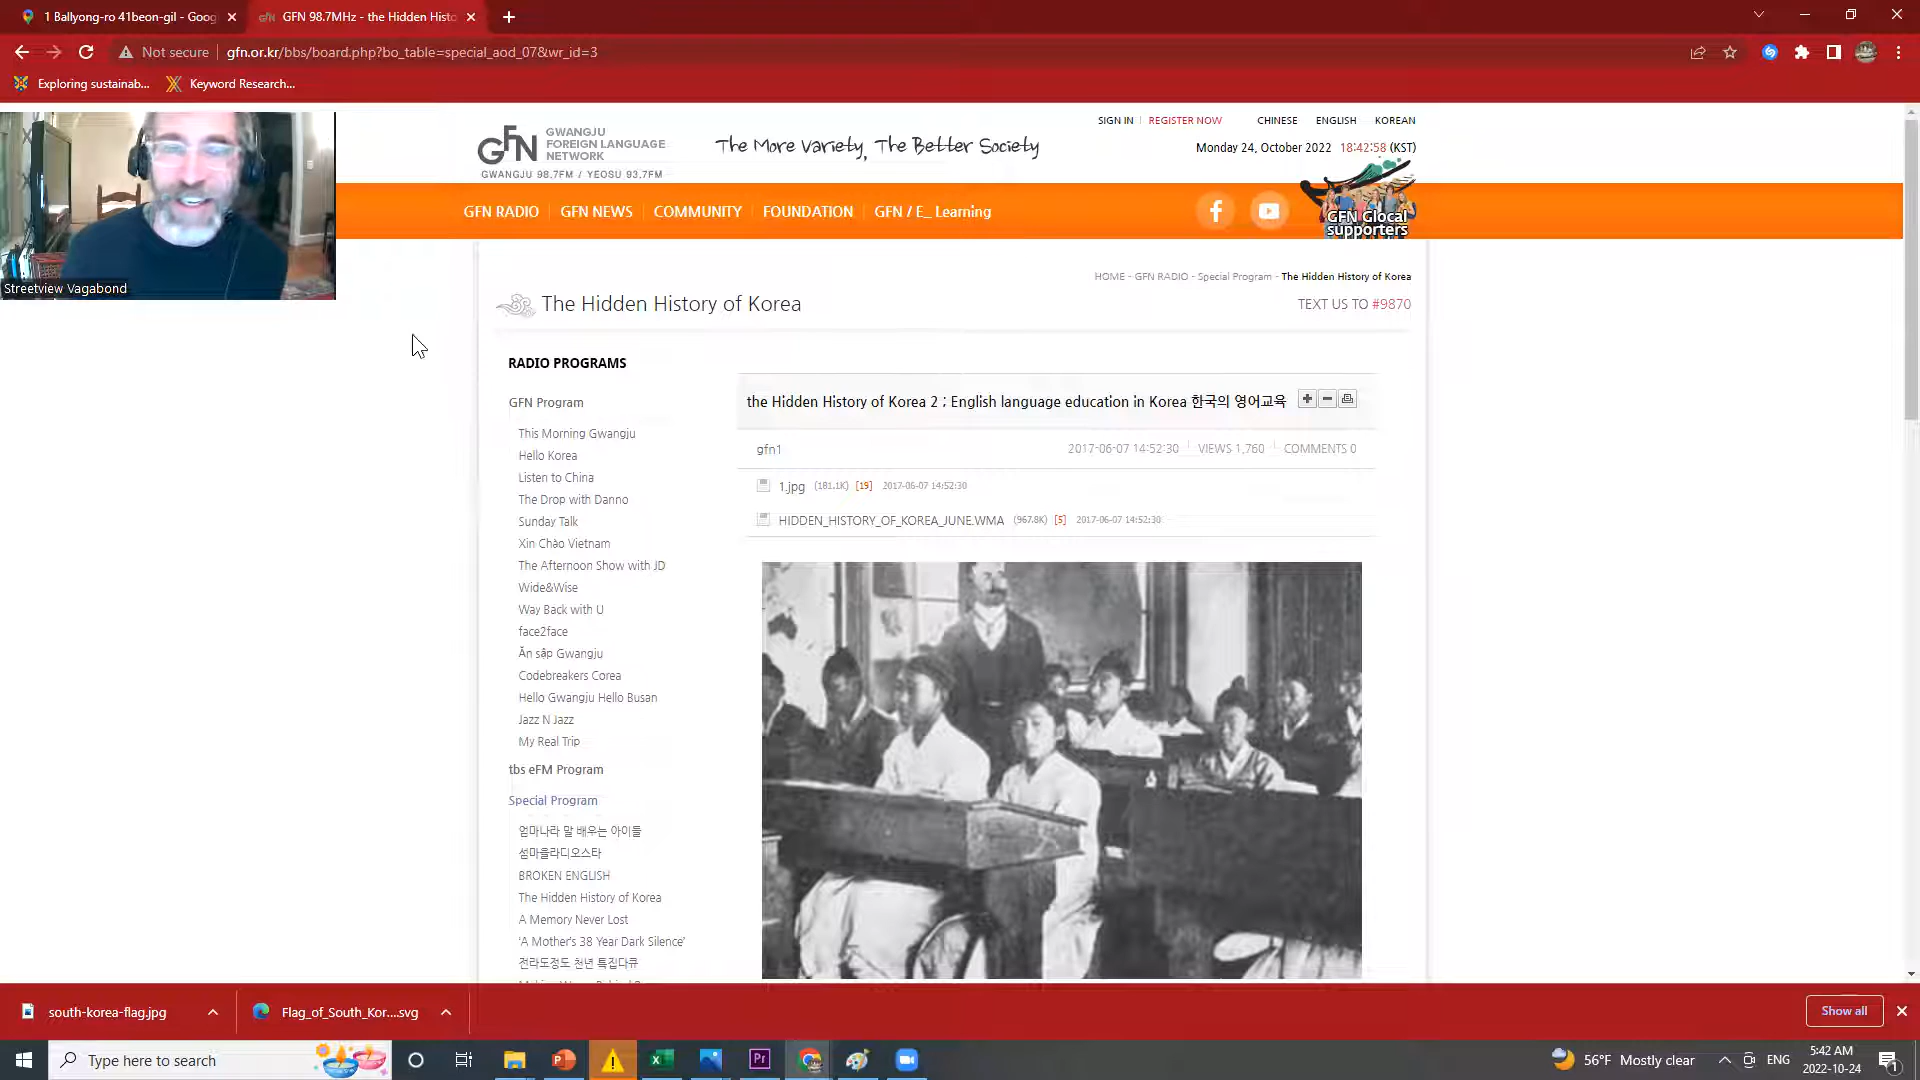 1 Ballyong-ro 41beon-gil - Goog
GFN 98.7MHz - the Hidden Histo
Not secure
gfn.or.kr/bbs/board.php?bo_table=special_aod_07&wr_id=3
Exploring sustainab...
Keyword Research...
Streetview Vagabond
GFN GWANGJU
FOREIGN LANGUAGE
NETWORK
GWANGJU 98.7FM / YEOSU 93.7FM
The More Variety, The Better Society
SIGN IN REGISTER NOW CHINESE ENGLISH KOREAN
Monday 24, October 2022 18:42:58 (KST)
GFN RADIO GFN NEWS COMMUNITY FOUNDATION GFN / E_ Learning
GFN Glocal
supporters
HOME - GFN RADIO - Special Program - The Hidden History of Korea
The Hidden History of Korea
TEXT US TO #9870
RADIO PROGRAMS
GFN Program
This Morning Gwangju
Hello Korea
Listen to China
The Drop with Danno
Sunday Talk
Xin Chào Vietnam
The Afternoon Show with JD
Wide&Wise
Way Back with U
face2face
Ăn sập Gwangju
Codebreakers Corea
Hello Gwangju Hello Busan
Jazz N Jazz
My Real Trip
tbs eFM Program
Special Program
엄마나라 말 배우는 아이들
섬마을라디오스타
BROKEN ENGLISH
The Hidden History of Korea
A Memory Never Lost
'A Mother's 38 Year Dark Silence'
전라도정도 천년 특집다큐
the Hidden History of Korea 2 ; English language education in Korea 한국의 영어교육
gfn1
2017-06-07 14:52:30 VIEWS 1,760 COMMENTS 0
1.jpg (181.1K) [19] 2017-06-07 14:52:30
HIDDEN_HISTORY_OF_KOREA_JUNE.WMA (967.8K) [5] 2017-06-07 14:52:30
south-korea-flag.jpg
Flag_of_South_Kor....svg
Show all
Type here to search
56°F Mostly clear
ENG
5:42 AM
2022-10-24